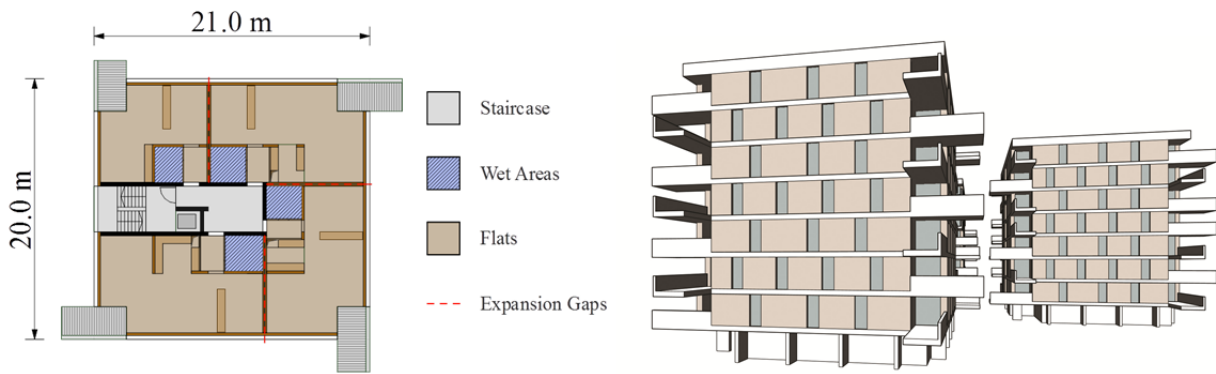 21.0 m
20.0 m
Staircase
Wet Areas
Flats
Expansion Gaps